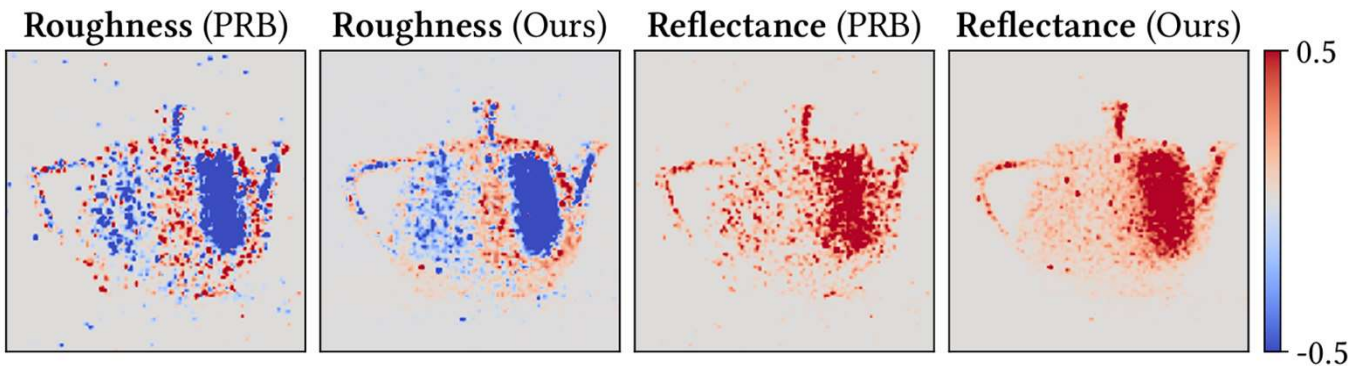 Roughness (PRB)
Roughness (Ours)
Reflectance (PRB)
Reflectance (Ours)
0.5
-0.5